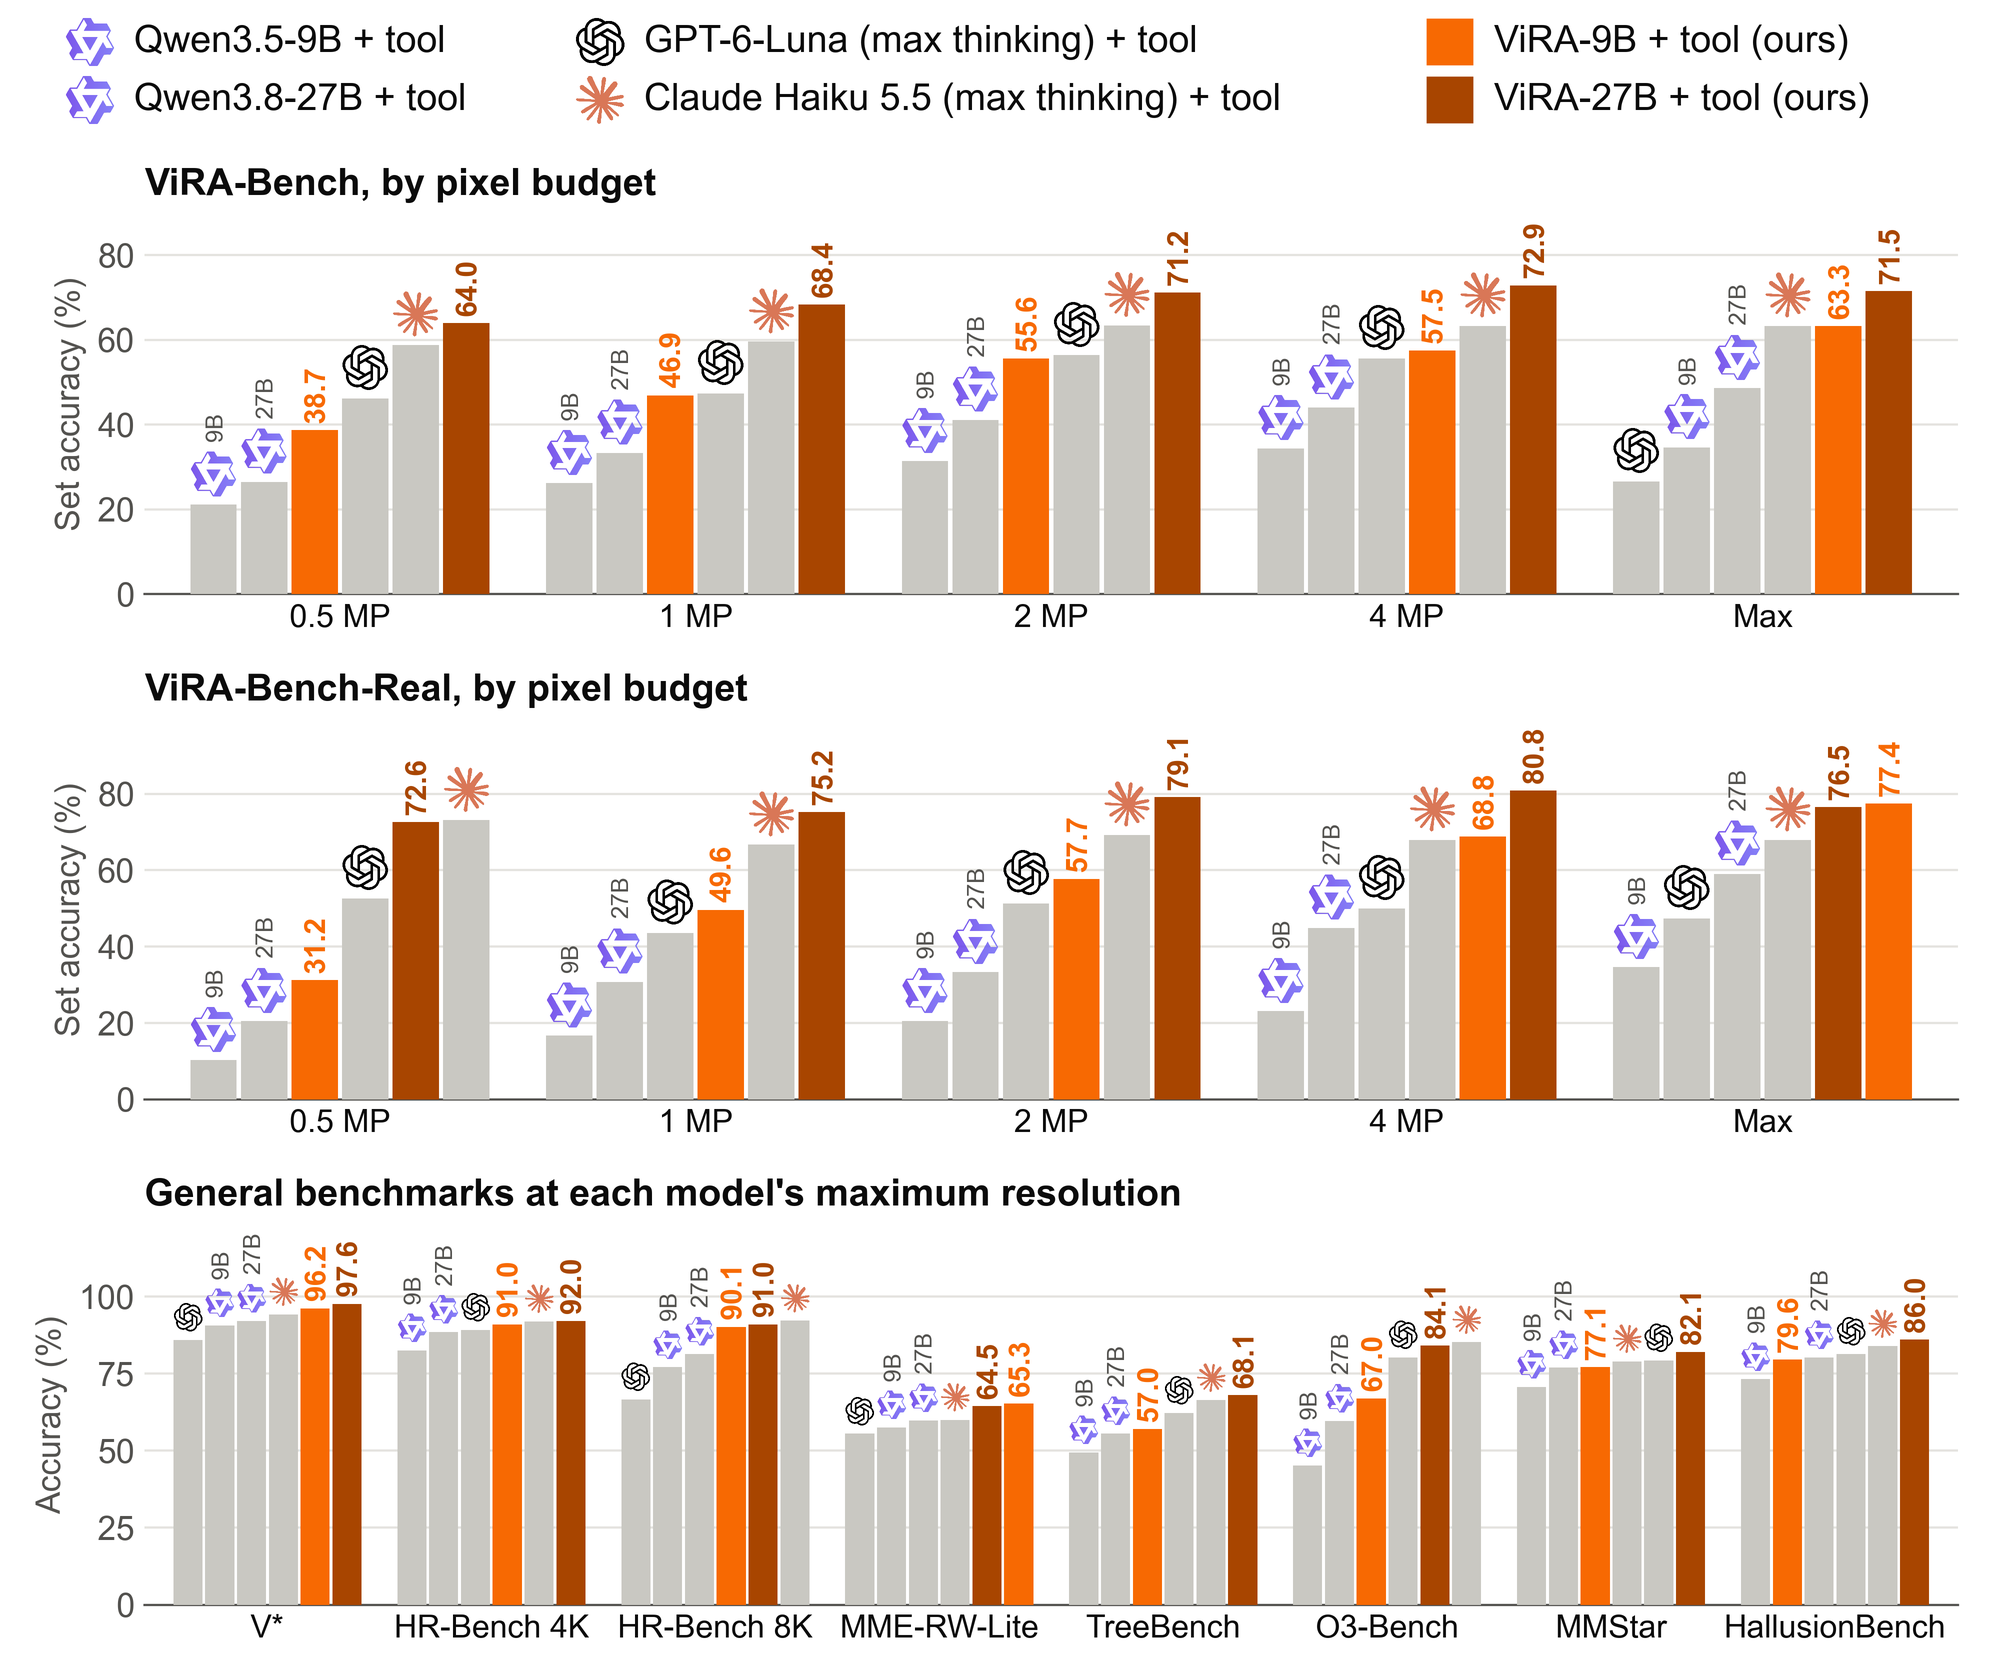 Qwen3.5-9B + tool
GPT-6-Luna (max thinking) + tool
ViRA-9B + tool (ours)
Qwen3.8-27B + tool
Claude Haiku 5.5 (max thinking) + tool
ViRA-27B + tool (ours)
ViRA-Bench, by pixel budget
Set accuracy (%)
80
60
40
20
0
9B
27B
38.7
64.0
9B
27B
46.9
68.4
9B
27B
55.6
71.2
9B
27B
57.5
72.9
9B
27B
63.3
71.5
0.5 MP
1 MP
2 MP
4 MP
Max
ViRA-Bench-Real, by pixel budget
Set accuracy (%)
80
60
40
20
0
9B
27B
31.2
72.6
9B
27B
49.6
75.2
9B
27B
57.7
79.1
9B
27B
68.8
80.8
9B
27B
76.5
77.4
0.5 MP
1 MP
2 MP
4 MP
Max
General benchmarks at each model's maximum resolution
Accuracy (%)
100
75
50
25
0
9B
27B
96.2
97.6
9B
27B
91.0
92.0
9B
27B
90.1
91.0
9B
27B
64.5
65.3
9B
27B
57.0
68.1
9B
27B
67.0
84.1
9B
27B
77.1
82.1
9B
79.6
27B
86.0
V*
HR-Bench 4K
HR-Bench 8K
MME-RW-Lite
TreeBench
O3-Bench
MMStar
HallusionBench